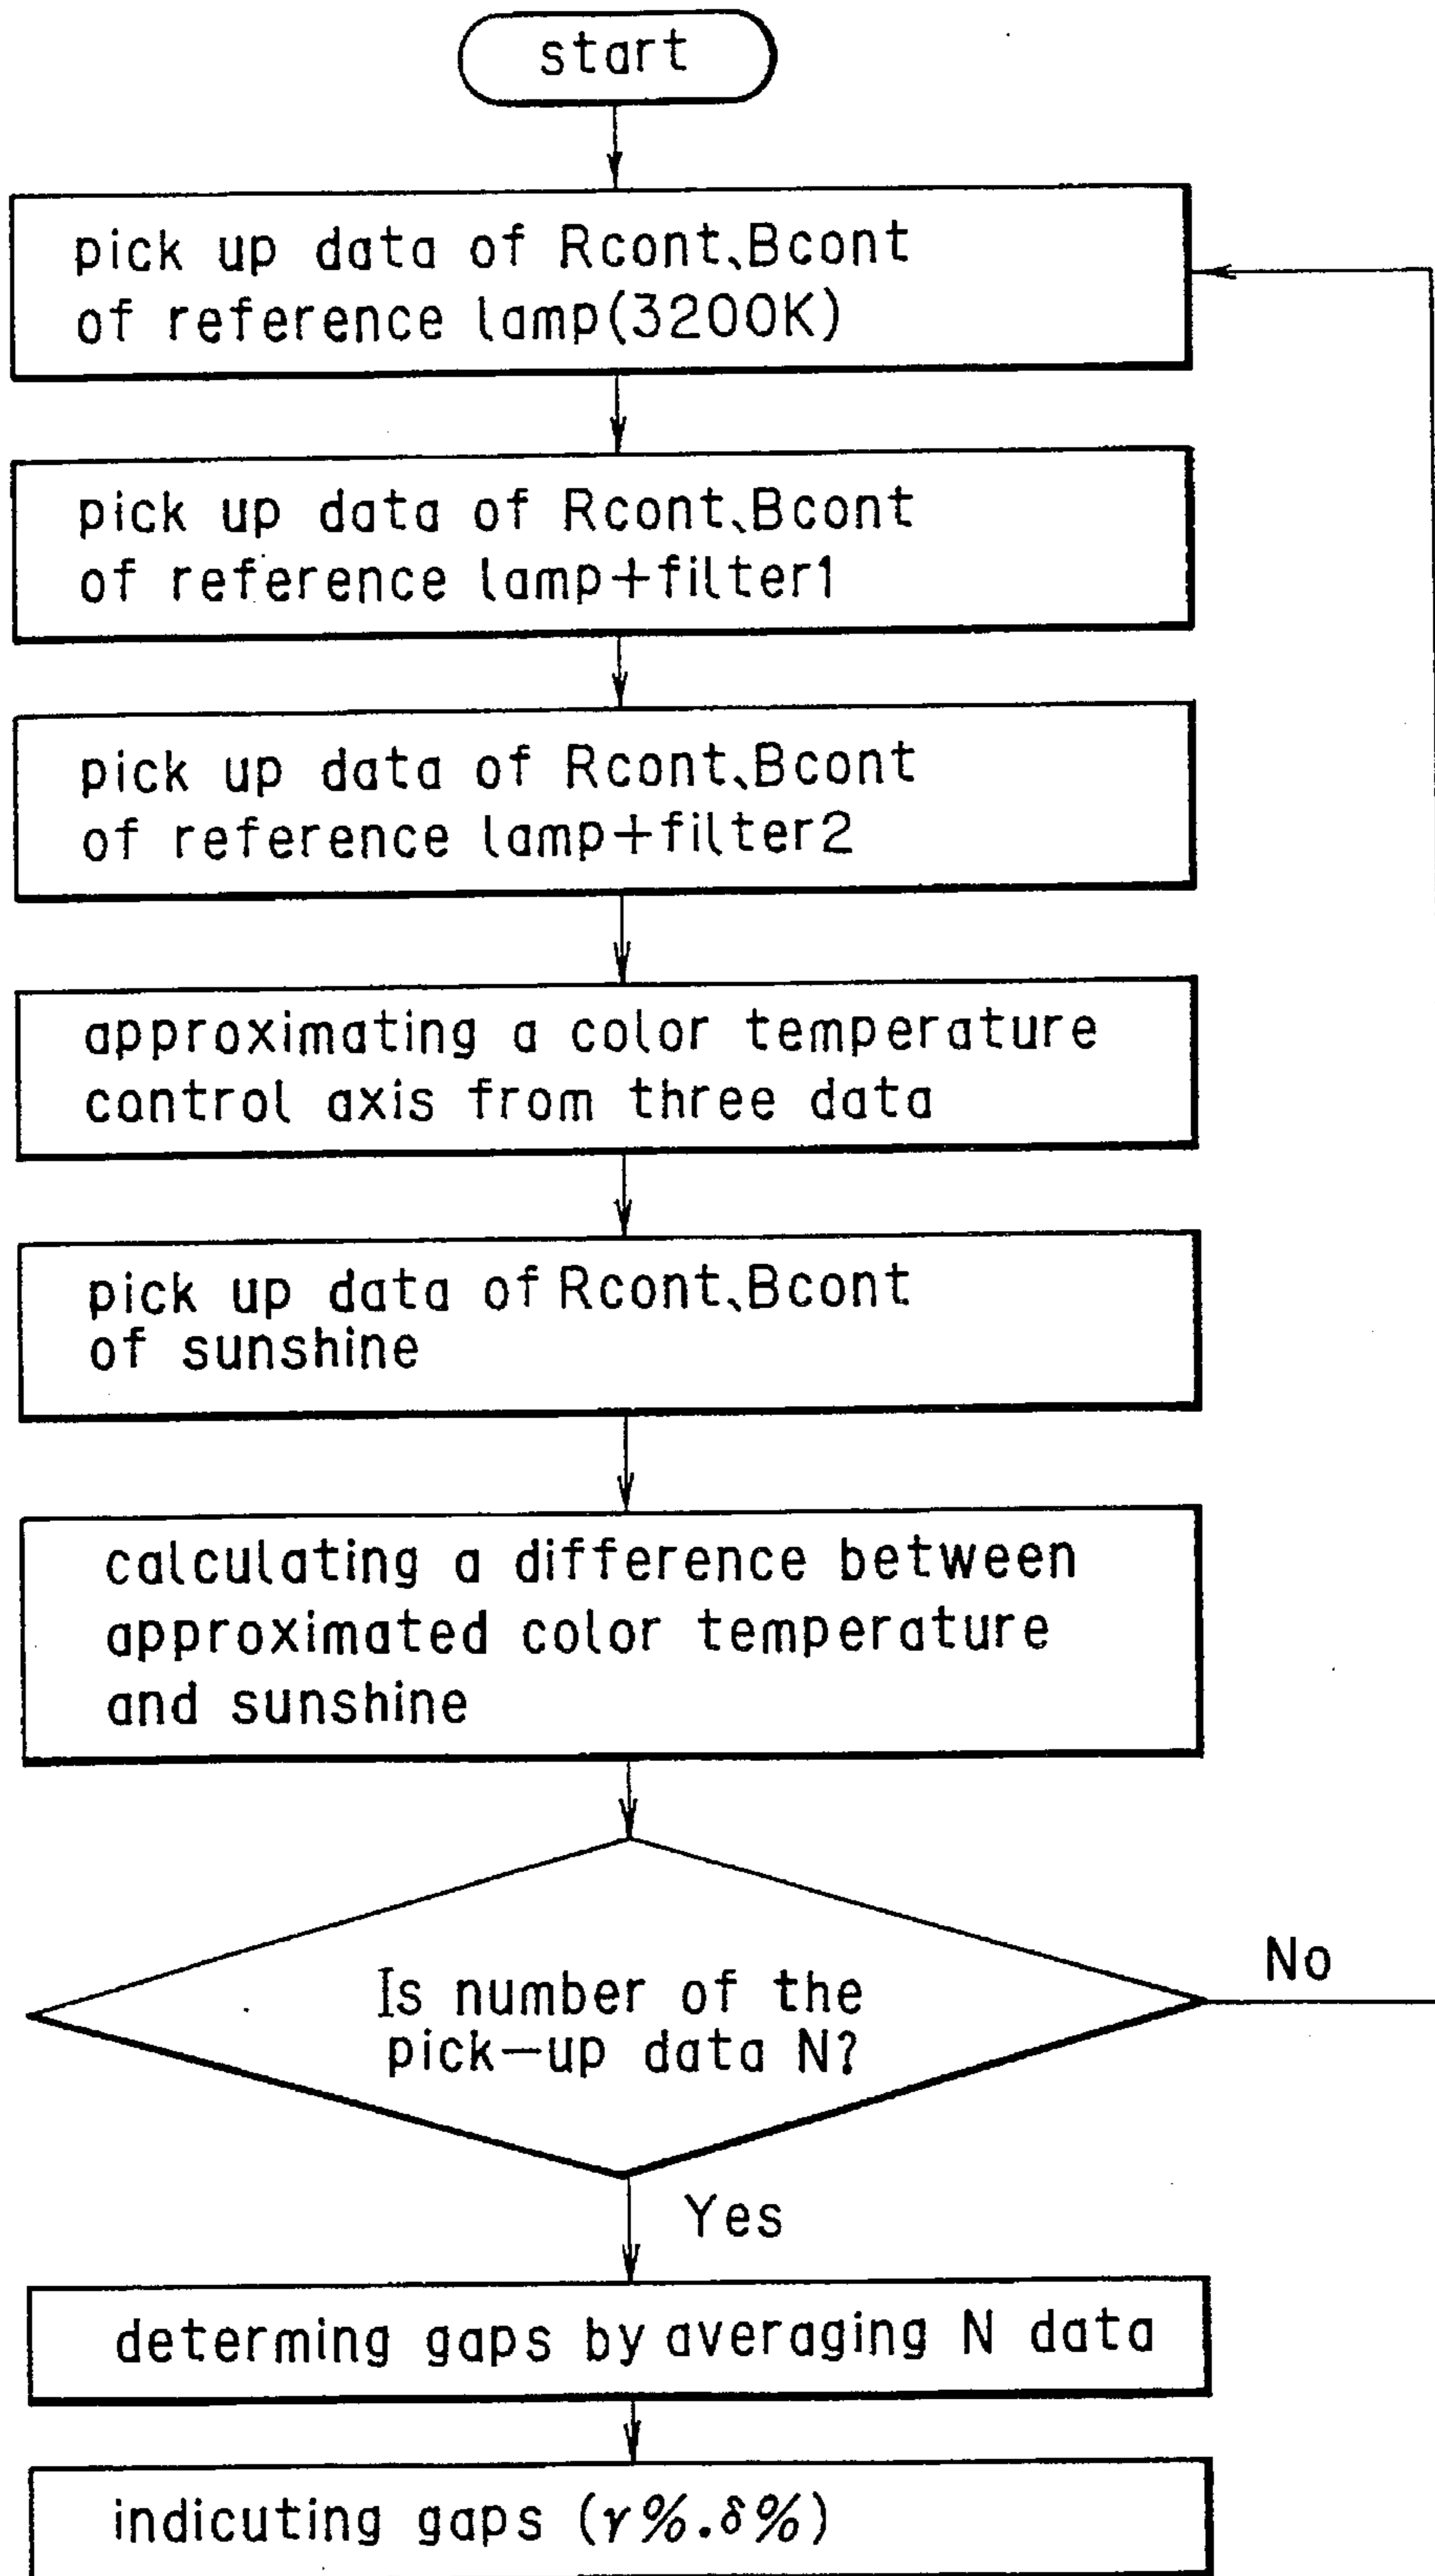 start
pick up data of Rcont、Bcont
of reference lamp(3200K)
pick up data of Rcont、Bcont
of reference lamp+filter1
pick up data of Rcont、Bcont
of reference lamp+filter2
approximating a color temperature
control axis from three data
pick up data of Rcont、Bcont
of sunshine
calculating a difference between
approximated color temperature
and sunshine
Is number of the
pick-up data N?
No
Yes
determing gaps by averaging N data
indicuting gaps (γ%.δ%)